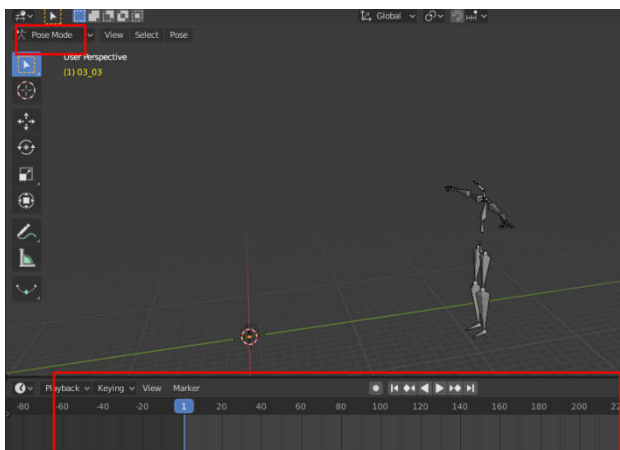 Global
Pose Mode View Select Pose
User Perspective
(1) 03_03
Playback Keying View Marker
-80 -60 -40 -20 1 20 40 60 80 100 120 140 160 180 200